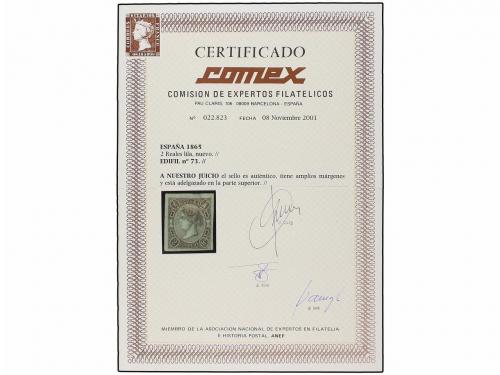 CERTIFICADO
comex
COMISION DE EXPERTOS FILATELICOS
PAU CLARIS, 106 08009 BARCELONA - ESPAÑA
Nº 022.823 FECHA 08 Noviembre 2001
ESPAÑA 1865
2 Reales lila, nuevo. //
EDIFIL nº 73. //
A NUESTRO JUICIO el sello es auténtico, tiene amplios márgenes
y está adelgazado en la parte superior. //
MIEMBRO DE LA ASOCIACION NACIONAL DE EXPERTOS EN FILATELIA
E HISTORIA POSTAL. ANEF